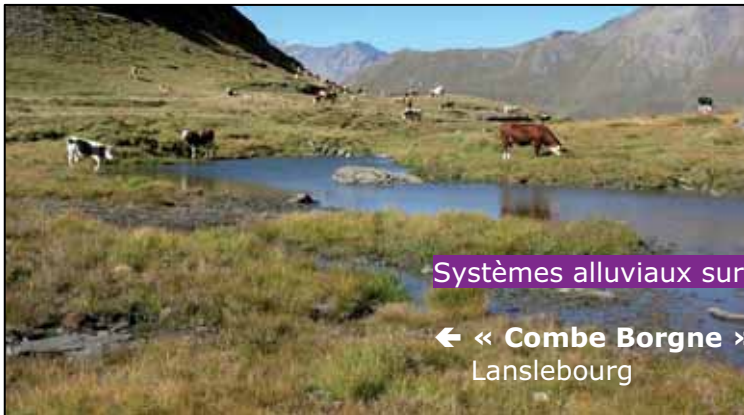 Systèmes alluviaux sur
← « Combe Borgne »
Lanslebourg